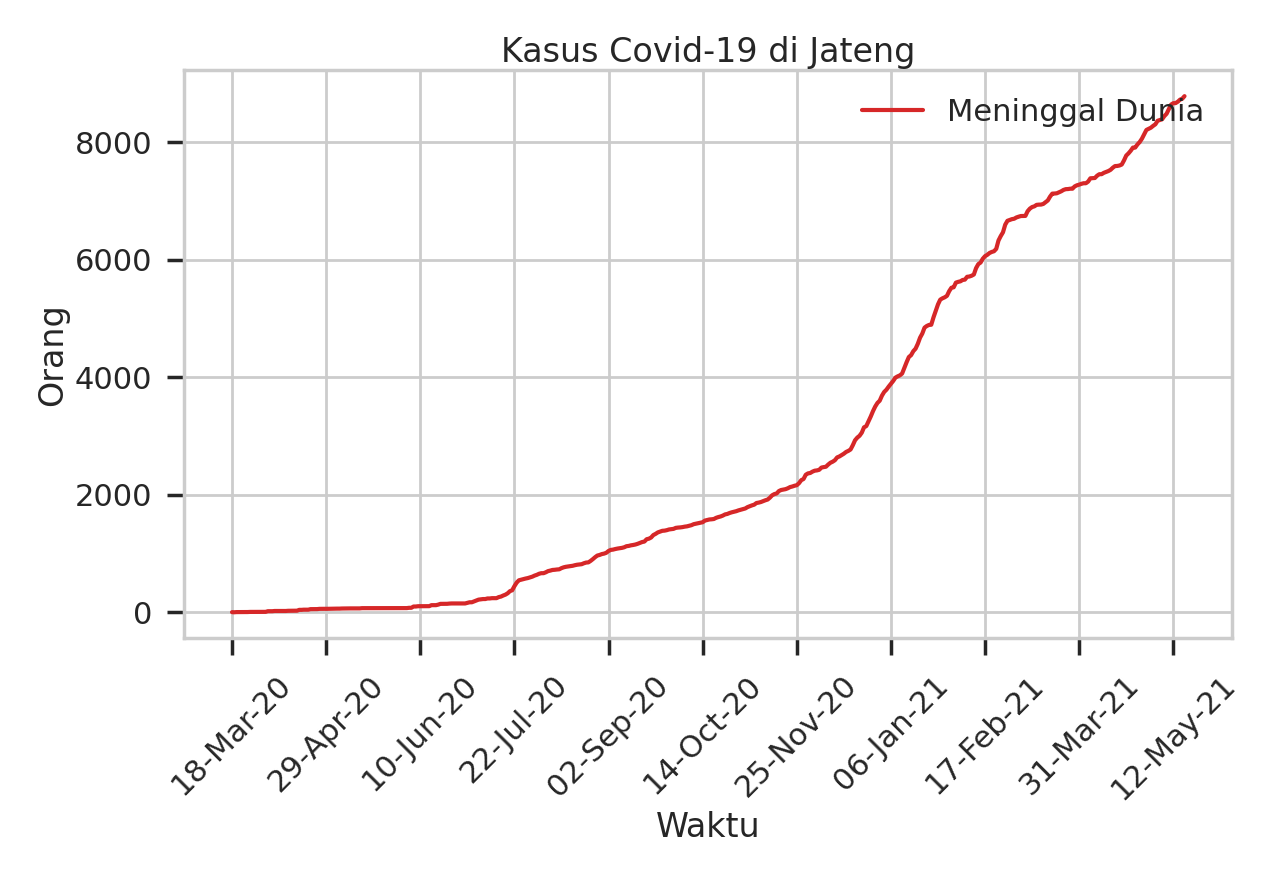 Kasus Covid-19 di Jateng
Meninggal Dunia
8000
6000
4000
2000
0
Orang
18-Mar-20
29-Apr-20
10-Jun-20
22-Jul-20
02-Sep-20
14-Oct-20
25-Nov-20
06-Jan-21
17-Feb-21
31-Mar-21
12-May-21
Waktu